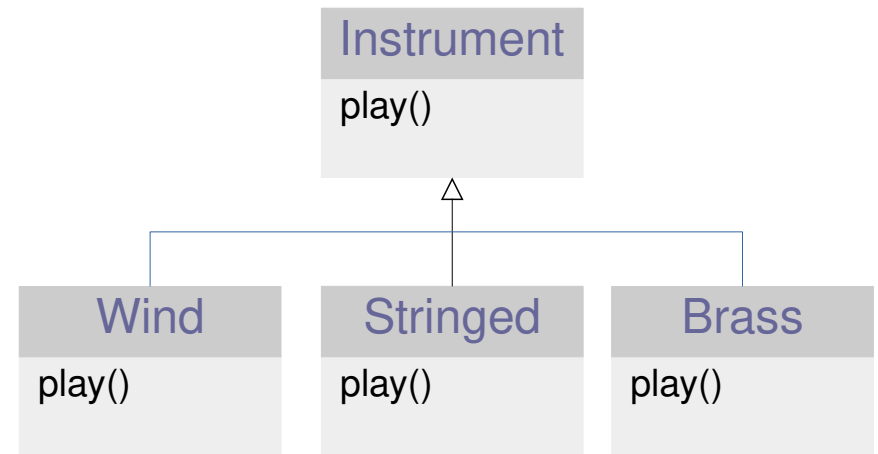 Instrument
play()
Wind
play()
Stringed
play()
Brass
play()